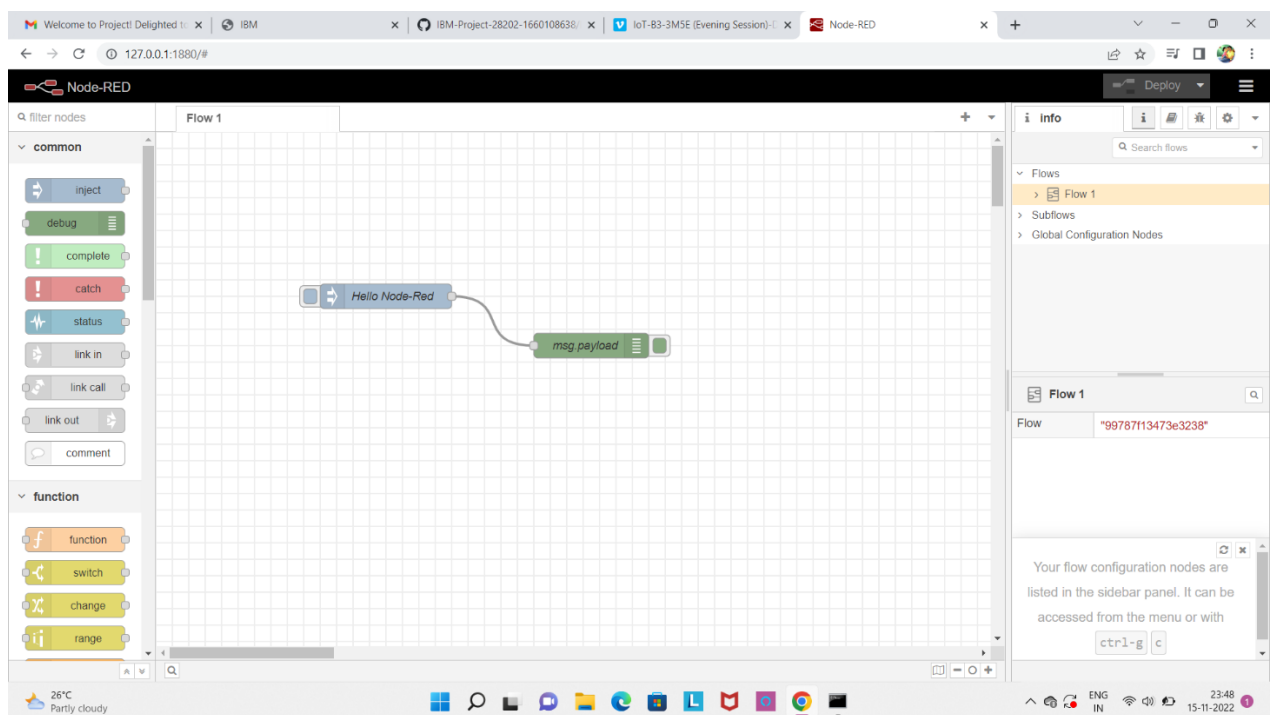 Welcome to Project! Delighted to
IBM
IBM-Project-28202-1660108638/
IoT-B3-3M5E (Evening Session)-
Node-RED
127.0.0.1:1880/#
Node-RED
Deploy
filter nodes
Flow 1
i info
i
common
Search flows
Flows
Flow 1
Subflows
Global Configuration Nodes
inject
debug
complete
catch
status
link in
link call
link out
comment
Hello Node-Red
msg.payload
Flow 1
Flow "99787f13473e3238"
function
function
switch
change
range
Your flow configuration nodes are
listed in the sidebar panel. It can be
accessed from the menu or with
ctrl-g c
26°C
Partly cloudy
ENG
IN
23:48
15-11-2022
1